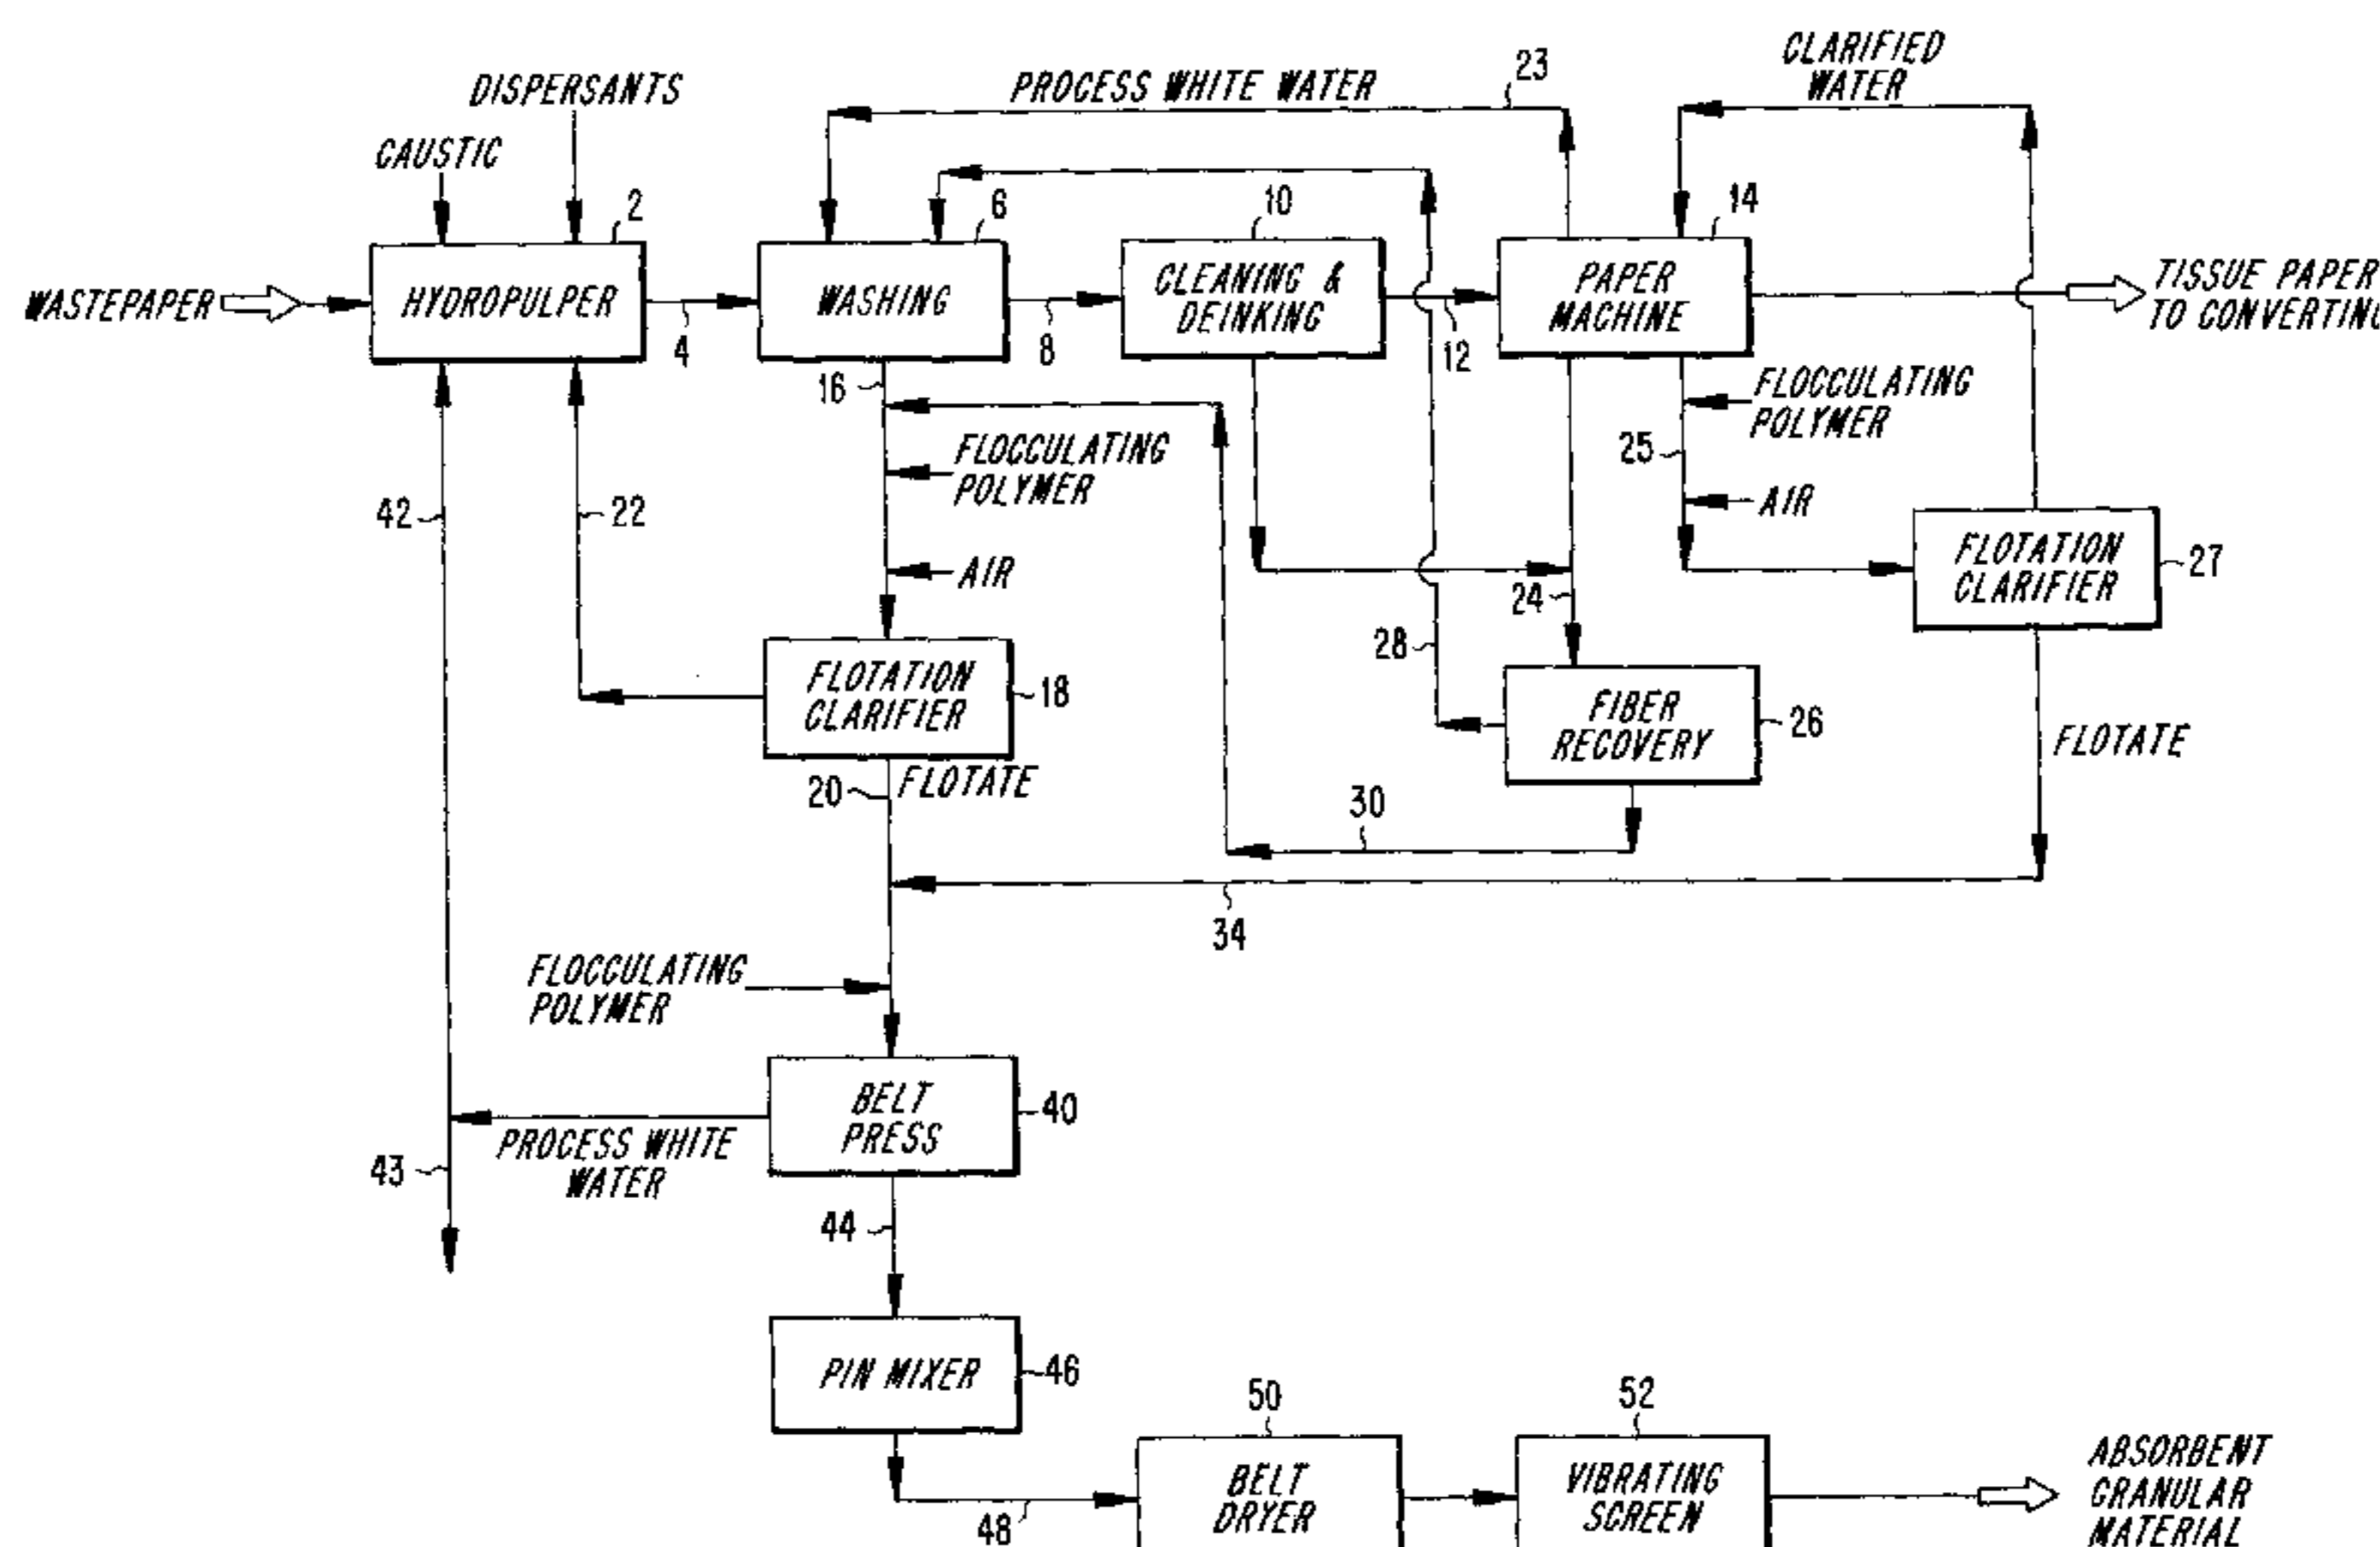 CLARIFIED
WATER
PROCESS WHITE WATER
23
DISPERSANTS
CAUSTIC
2
6
10
14
WASTEPAPER
HYDROPULPER
4
WASHING
8
CLEANING &
DEINKING
12
PAPER
MACHINE
TISSUE PAPER
TO CONVERTING
16
FLOCCULATING
POLYMER
AIR
FLOCCULATING
POLYMER
25
AIR
42
22
24
28
FLOTATION
CLARIFIER
27
FLOTATION
CLARIFIER
18
FIBER
RECOVERY
26
FLOTATE
20
FLOTATE
30
34
FLOCCULATING
POLYMER
BELT
PRESS
40
PROCESS WHITE
WATER
43
44
PIN MIXER
46
48
50
BELT
DRYER
52
VIBRATING
SCREEN
ABSORBENT
GRANULAR
MATERIAL